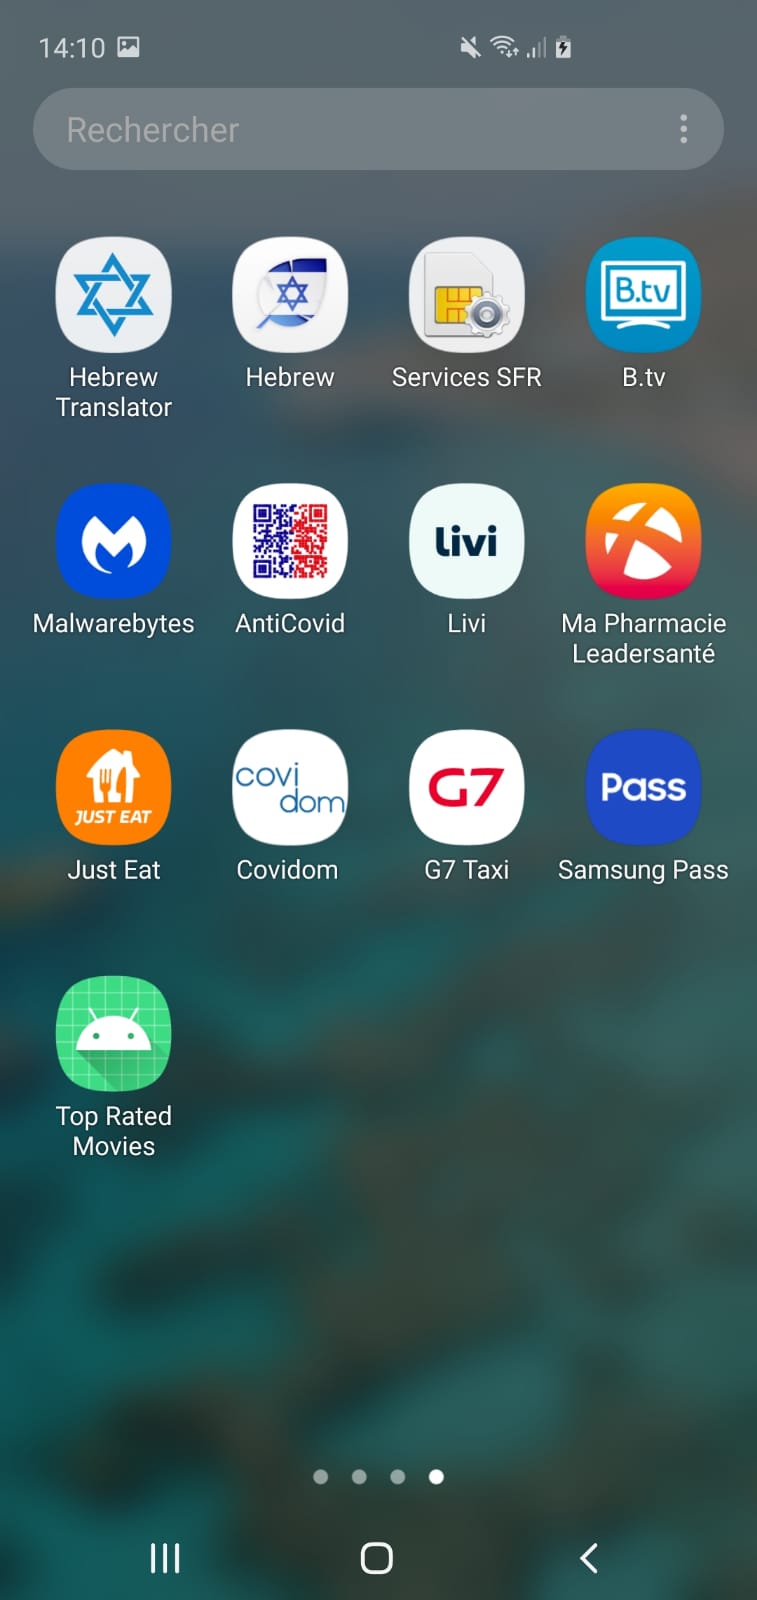 14:10
Rechercher
B.tv
Hebrew
Translator
Hebrew
Services SFR
B.tv
livi
Malwarebytes
AntiCovid
Livi
Ma Pharmacie
Leadersanté
JUST EAT
covi
dom
G7
Pass
Just Eat
Covidom
G7 Taxi
Samsung Pass
Top Rated
Movies